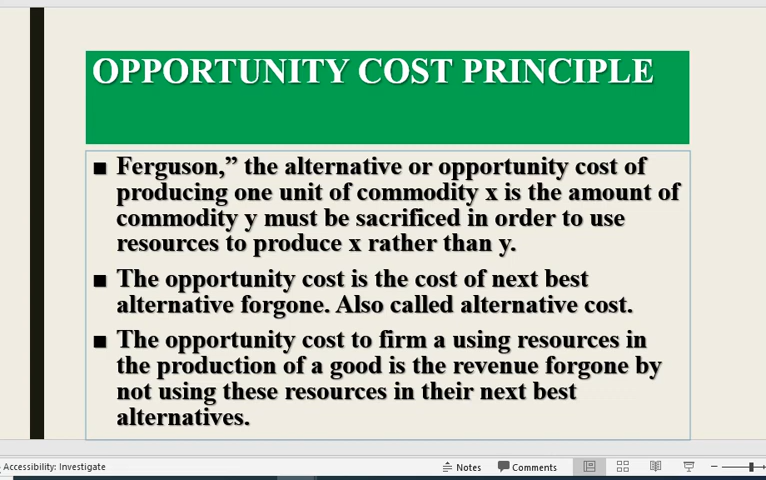 OPPORTUNITY COST PRINCIPLE
■ Ferguson,” the alternative or opportunity cost of
producing one unit of commodity x is the amount of
commodity y must be sacrificed in order to use
resources to produce x rather than y.
■ The opportunity cost is the cost of next best
alternative forgone. Also called alternative cost.
■ The opportunity cost to firm a using resources in
the production of a good is the revenue forgone by
not using these resources in their next best
alternatives.
Accessibility: Investigate
Notes
Comments